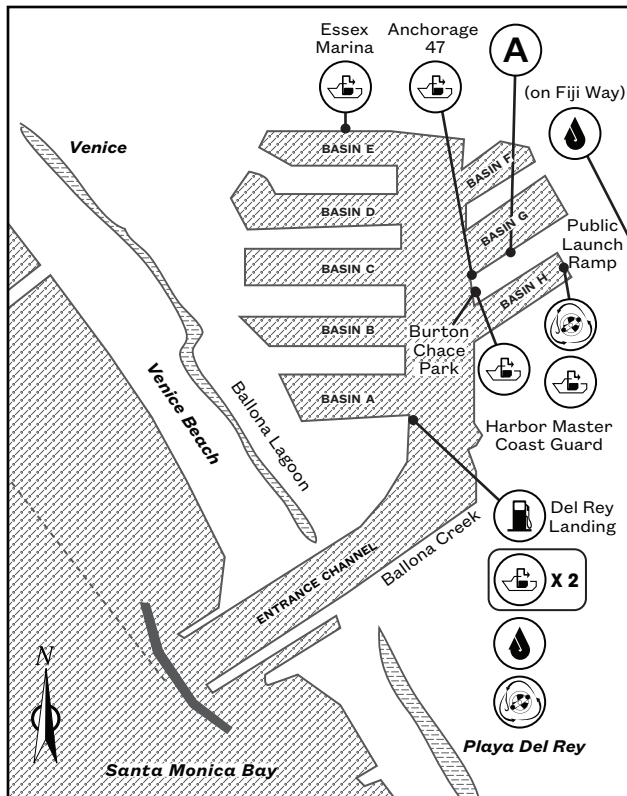 Essex
Marina
Anchorage
47
A
(on Fiji Way)
Venice
BASIN E
BASIN F
BASIN D
BASIN G
Public
Launch
Ramp
BASIN C
BASIN H
BASIN B
Burton
Chace
Park
Venice Beach
Ballona Lagoon
BASIN A
Harbor Master
Coast Guard
Del Rey
Landing
ENTRANCE CHANNEL
Ballona Creek
X 2
N
Santa Monica Bay
Playa Del Rey